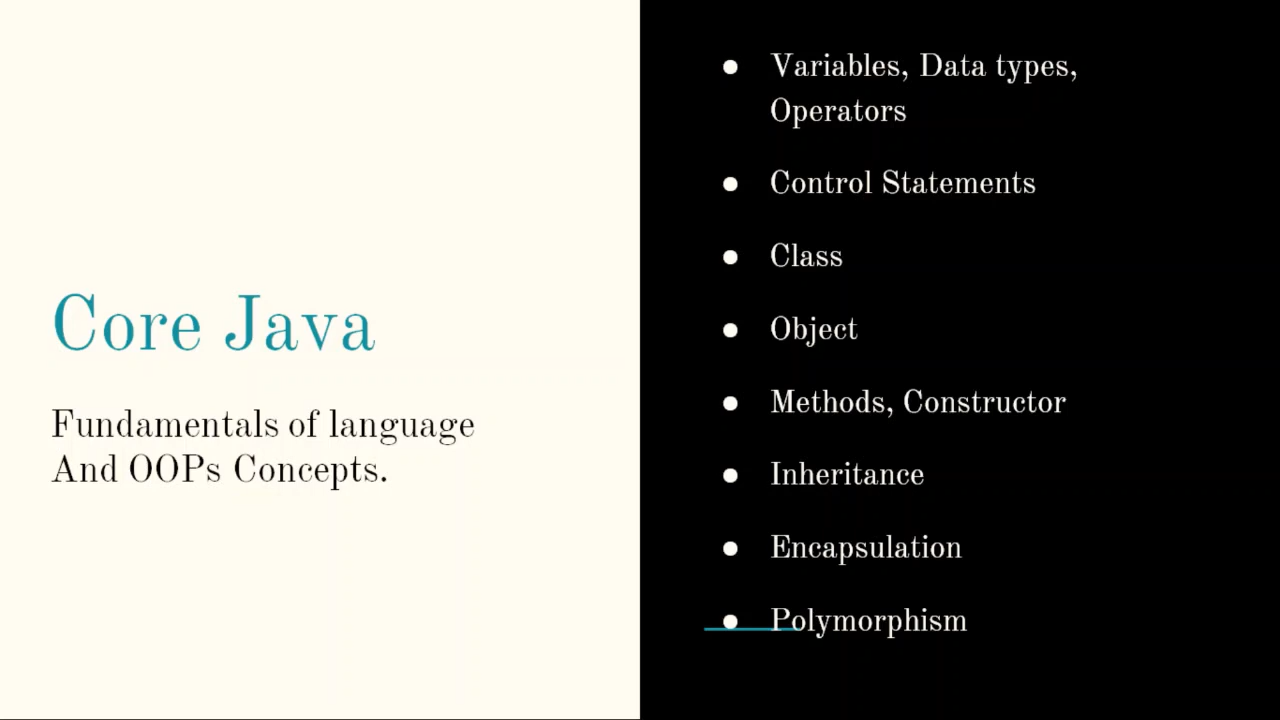 Core Java
Fundamentals of language
And OOPs Concepts.
● Variables, Data types,
Operators
● Control Statements
● Class
● Object
● Methods, Constructor
● Inheritance
● Encapsulation
● Polymorphism